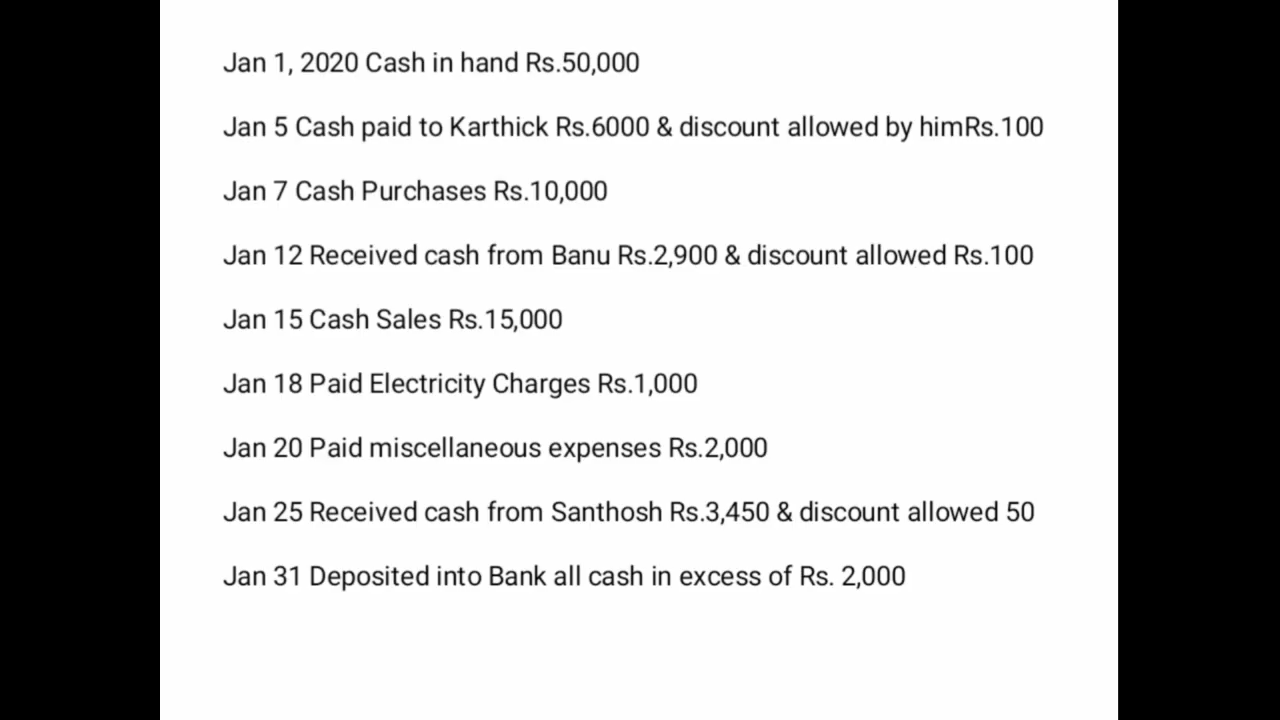 Jan 1, 2020 Cash in hand Rs.50,000
Jan 5 Cash paid to Karthick Rs.6000 & discount allowed by himRs.100
Jan 7 Cash Purchases Rs.10,000
Jan 12 Received cash from Banu Rs.2,900 & discount allowed Rs.100
Jan 15 Cash Sales Rs.15,000
Jan 18 Paid Electricity Charges Rs.1,000
Jan 20 Paid miscellaneous expenses Rs.2,000
Jan 25 Received cash from Santhosh Rs.3,450 & discount allowed 50
Jan 31 Deposited into Bank all cash in excess of Rs. 2,000